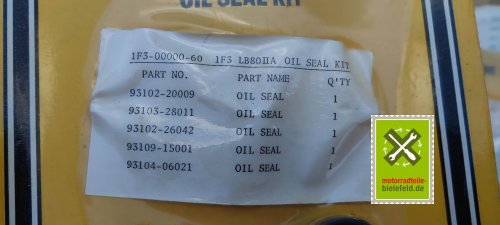 OIL SEAL KIT
1F3-00000-60 1F3 LB80IIA OIL SEAL KIT
PART NO. PART NAME Q'TY
93102-20009 OIL SEAL 1
93103-28011 OIL SEAL 1
93102-26042 OIL SEAL 1
93109-15001 OIL SEAL 1
93104-06021 OIL SEAL 1
motorradteile-
bielefeld.de